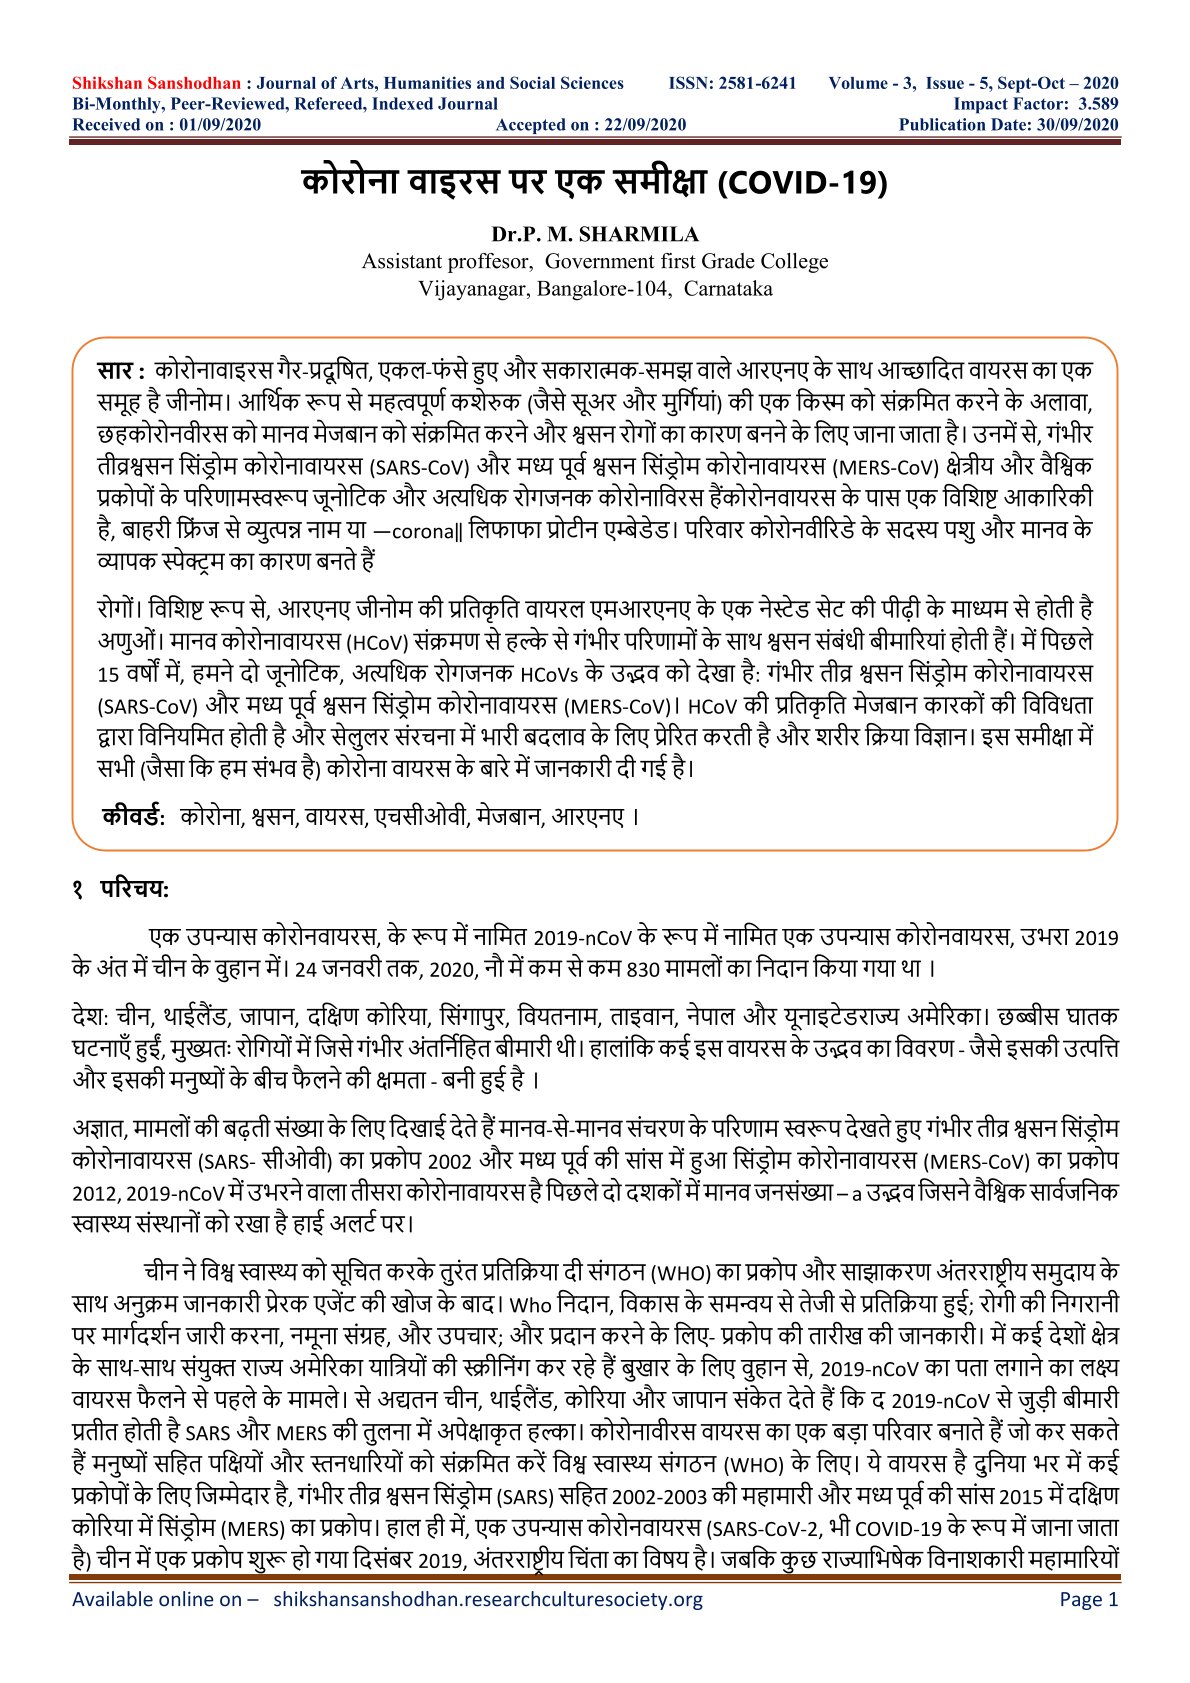 Shikshan Sanshodhan : Journal of Arts, Humanities and Social Sciences ISSN: 2581-6241 Volume - 3, Issue - 5, Sept-Oct – 2020
Bi-Monthly, Peer-Reviewed, Refereed, Indexed Journal Impact Factor: 3.589
Received on : 01/09/2020 Accepted on : 22/09/2020 Publication Date: 30/09/2020
कोरोना वाइरस पर एक समीक्षा (COVID-19)
Dr.P. M. SHARMILA
Assistant proffesor, Government first Grade College
Vijayanagar, Bangalore-104, Carnataka
सार : कोरोनावाइरस गैर-प्रदूषित, एकल-फंसे हुए और सकारात्मक-समझ वाले आरएनए के साथ आच्छादित वायरस का एक
समूह है जीनोम। आर्थिक रूप से महत्वपूर्ण कशेरुक (जैसे सूअर और मुर्गियां) की एक किस्म को संक्रमित करने के अलावा,
छहकोरोनवीरस को मानव मेजबान को संक्रमित करने और श्वसन रोगों का कारण बनने के लिए जाना जाता है। उनमें से, गंभीर
तीव्रश्वसन सिंड्रोम कोरोनावायरस (SARS-CoV) और मध्य पूर्व श्वसन सिंड्रोम कोरोनावायरस (MERS-CoV) क्षेत्रीय और वैश्विक
प्रकोपों के परिणामस्वरूप जूनोटिक और अत्यधिक रोगजनक कोरोनाविरस हैंकोरोनवायरस के पास एक विशिष्ट आकारिकी
है, बाहरी फ्रिंज से व्युत्पन्न नाम या ―corona‖ लिफाफा प्रोटीन एम्बेडेड। परिवार कोरोनवीरिडे के सदस्य पशु और मानव के
व्यापक स्पेक्ट्रम का कारण बनते हैं
रोगों। विशिष्ट रूप से, आरएनए जीनोम की प्रतिकृति वायरल एमआरएनए के एक नेस्टेड सेट की पीढ़ी के माध्यम से होती है
अणुओं। मानव कोरोनावायरस (HCoV) संक्रमण से हल्के से गंभीर परिणामों के साथ श्वसन संबंधी बीमारियां होती हैं। में पिछले
15 वर्षों में, हमने दो जूनोटिक, अत्यधिक रोगजनक HCoVs के उद्भव को देखा है: गंभीर तीव्र श्वसन सिंड्रोम कोरोनावायरस
(SARS-CoV) और मध्य पूर्व श्वसन सिंड्रोम कोरोनावायरस (MERS-CoV)। HCoV की प्रतिकृति मेजबान कारकों की विविधता
द्वारा विनियमित होती है और सेलुलर संरचना में भारी बदलाव के लिए प्रेरित करती है और शरीर क्रिया विज्ञान। इस समीक्षा में
सभी (जैसा कि हम संभव है) कोरोना वायरस के बारे में जानकारी दी गई है।
कीवर्ड: कोरोना, श्वसन, वायरस, एचसीओवी, मेजबान, आरएनए ।
१ परिचय:
एक उपन्यास कोरोनवायरस, के रूप में नामित 2019-nCoV के रूप में नामित एक उपन्यास कोरोनवायरस, उभरा 2019
के अंत में चीन के वुहान में। 24 जनवरी तक, 2020, नौ में कम से कम 830 मामलों का निदान किया गया था ।
देश: चीन, थाईलैंड, जापान, दक्षिण कोरिया, सिंगापुर, वियतनाम, ताइवान, नेपाल और यूनाइटेडराज्य अमेरिका। छब्बीस घातक
घटनाएँ हुईं, मुख्यतः रोगियों में जिसे गंभीर अंतर्निहित बीमारी थी। हालांकि कई इस वायरस के उद्भव का विवरण - जैसे इसकी उत्पत्ति
और इसकी मनुष्यों के बीच फैलने की क्षमता - बनी हुई है ।
अज्ञात, मामलों की बढ़ती संख्या के लिए दिखाई देते हैं मानव-से-मानव संचरण के परिणाम स्वरूप देखते हुए गंभीर तीव्र श्वसन सिंड्रोम
कोरोनावायरस (SARS- सीओवी) का प्रकोप 2002 और मध्य पूर्व की सांस में हुआ सिंड्रोम कोरोनावायरस (MERS-CoV) का प्रकोप
2012, 2019-nCoV में उभरने वाला तीसरा कोरोनावायरस है पिछले दो दशकों में मानव जनसंख्या – a उद्भव जिसने वैश्विक सार्वजनिक
स्वास्थ्य संस्थानों को रखा है हाई अलर्ट पर।
चीन ने विश्व स्वास्थ्य को सूचित करके तुरंत प्रतिक्रिया दी संगठन (WHO) का प्रकोप और साझाकरण अंतरराष्ट्रीय समुदाय के
साथ अनुक्रम जानकारी प्रेरक एजेंट की खोज के बाद। Who निदान, विकास के समन्वय से तेजी से प्रतिक्रिया हुई; रोगी की निगरानी
पर मार्गदर्शन जारी करना, नमूना संग्रह, और उपचार; और प्रदान करने के लिए- प्रकोप की तारीख की जानकारी। में कई देशों क्षेत्र
के साथ-साथ संयुक्त राज्य अमेरिका यात्रियों की स्क्रीनिंग कर रहे हैं बुखार के लिए वुहान से, 2019-nCoV का पता लगाने का लक्ष्य
वायरस फैलने से पहले के मामले। से अद्यतन चीन, थाईलैंड, कोरिया और जापान संकेत देते हैं कि द 2019-nCoV से जुड़ी बीमारी
प्रतीत होती है SARS और MERS की तुलना में अपेक्षाकृत हल्का। कोरोनावीरस वायरस का एक बड़ा परिवार बनाते हैं जो कर सकते
हैं मनुष्यों सहित पक्षियों और स्तनधारियों को संक्रमित करें विश्व स्वास्थ्य संगठन (WHO) के लिए। ये वायरस है दुनिया भर में कई
प्रकोपों के लिए जिम्मेदार है, गंभीर तीव्र श्वसन सिंड्रोम (SARS) सहित 2002-2003 की महामारी और मध्य पूर्व की सांस 2015 में दक्षिण
कोरिया में सिंड्रोम (MERS) का प्रकोप। हाल ही में, एक उपन्यास कोरोनवायरस (SARS-CoV-2, भी COVID-19 के रूप में जाना जाता
है) चीन में एक प्रकोप शुरू हो गया दिसंबर 2019, अंतरराष्ट्रीय चिंता का विषय है। जबकि कुछ राज्याभिषेक विनाशकारी महामारियों
Available online on – shikshansanshodhan.researchculturesociety.org Page 1